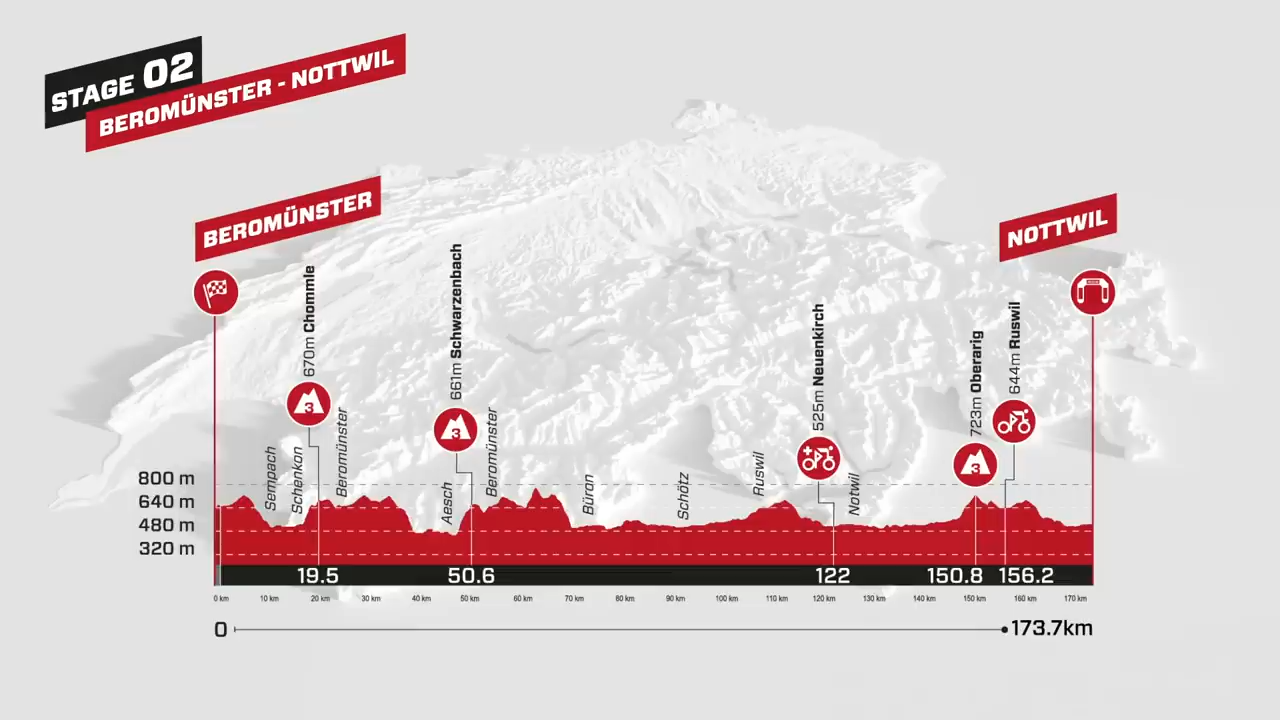 STAGE 02
BEROMÜNSTER - NOTTWIL
BEROMÜNSTER
NOTTWIL
670m Chommle
661m Schwarzenbach
525m Neuenkirch
723m Oberarig
644m Ruswil
3
3
3
Sempach
Schenkon
Beromünster
Aesch
Beromünster
Büron
Schötz
Ruswil
Notwil
800 m
640 m
480 m
320 m
19.5 50.6 122 150.8 156.2
0 km 10 km 20 km 30 km 40 km 50 km 60 km 70 km 80 km 90 km 100 km 110 km 120 km 130 km 140 km 150 km 160 km 170 km
0 173.7km